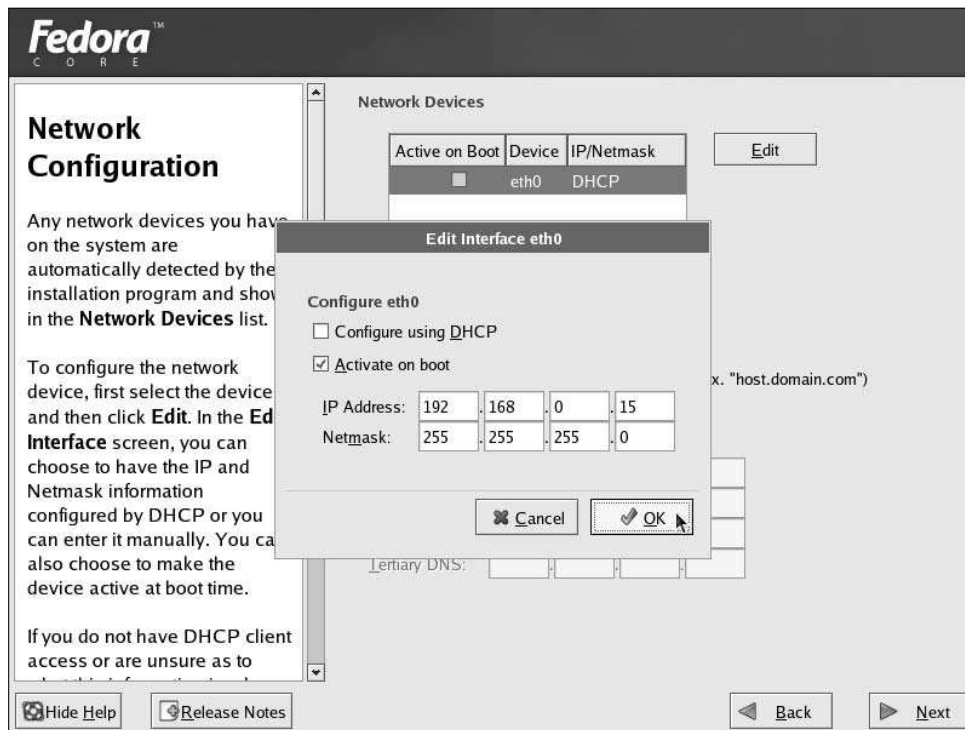 Fedora™
CORE
Network
Configuration
Any network devices you have
on the system are
automatically detected by the
installation program and show
in the Network Devices list.
To configure the network
device, first select the device
and then click Edit. In the Ed
Interface screen, you can
choose to have the IP and
Netmask information
configured by DHCP or you
can enter it manually. You ca
also choose to make the
device active at boot time.
If you do not have DHCP client
access or are unsure as to
Network Devices
Active on Boot Device IP/Netmask
eth0 DHCP
Edit
Edit Interface eth0
Configure eth0
Configure using DHCP
Activate on boot
IP Address: 192 . 168 . 0 . 15
Netmask: 255 . 255 . 255 . 0
Cancel OK
x. "host.domain.com")
Tertiary DNS: . . .
Hide Help Release Notes Back Next